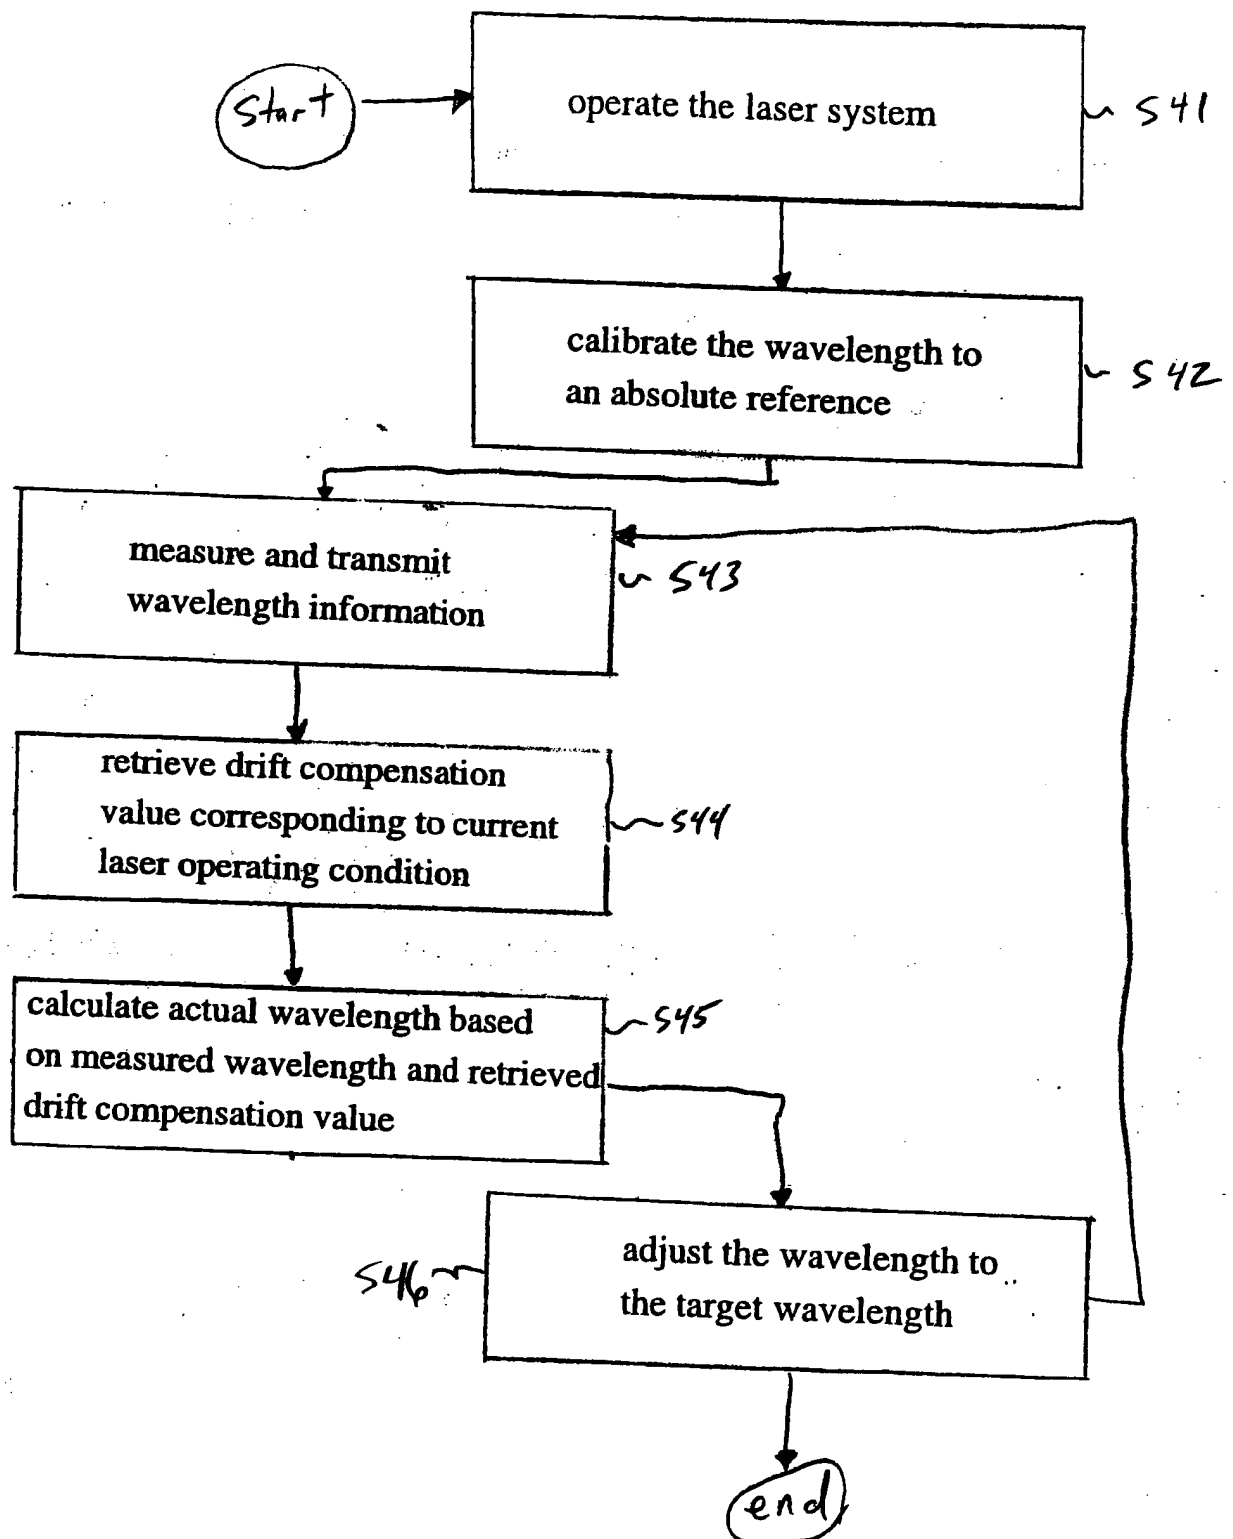 start
operate the laser system
S41
calibrate the wavelength to
an absolute reference
S42
measure and transmit
wavelength information
S43
retrieve drift compensation
value corresponding to current
laser operating condition
S44
calculate actual wavelength based
on measured wavelength and retrieved
drift compensation value
S45
adjust the wavelength to
the target wavelength
S46
end